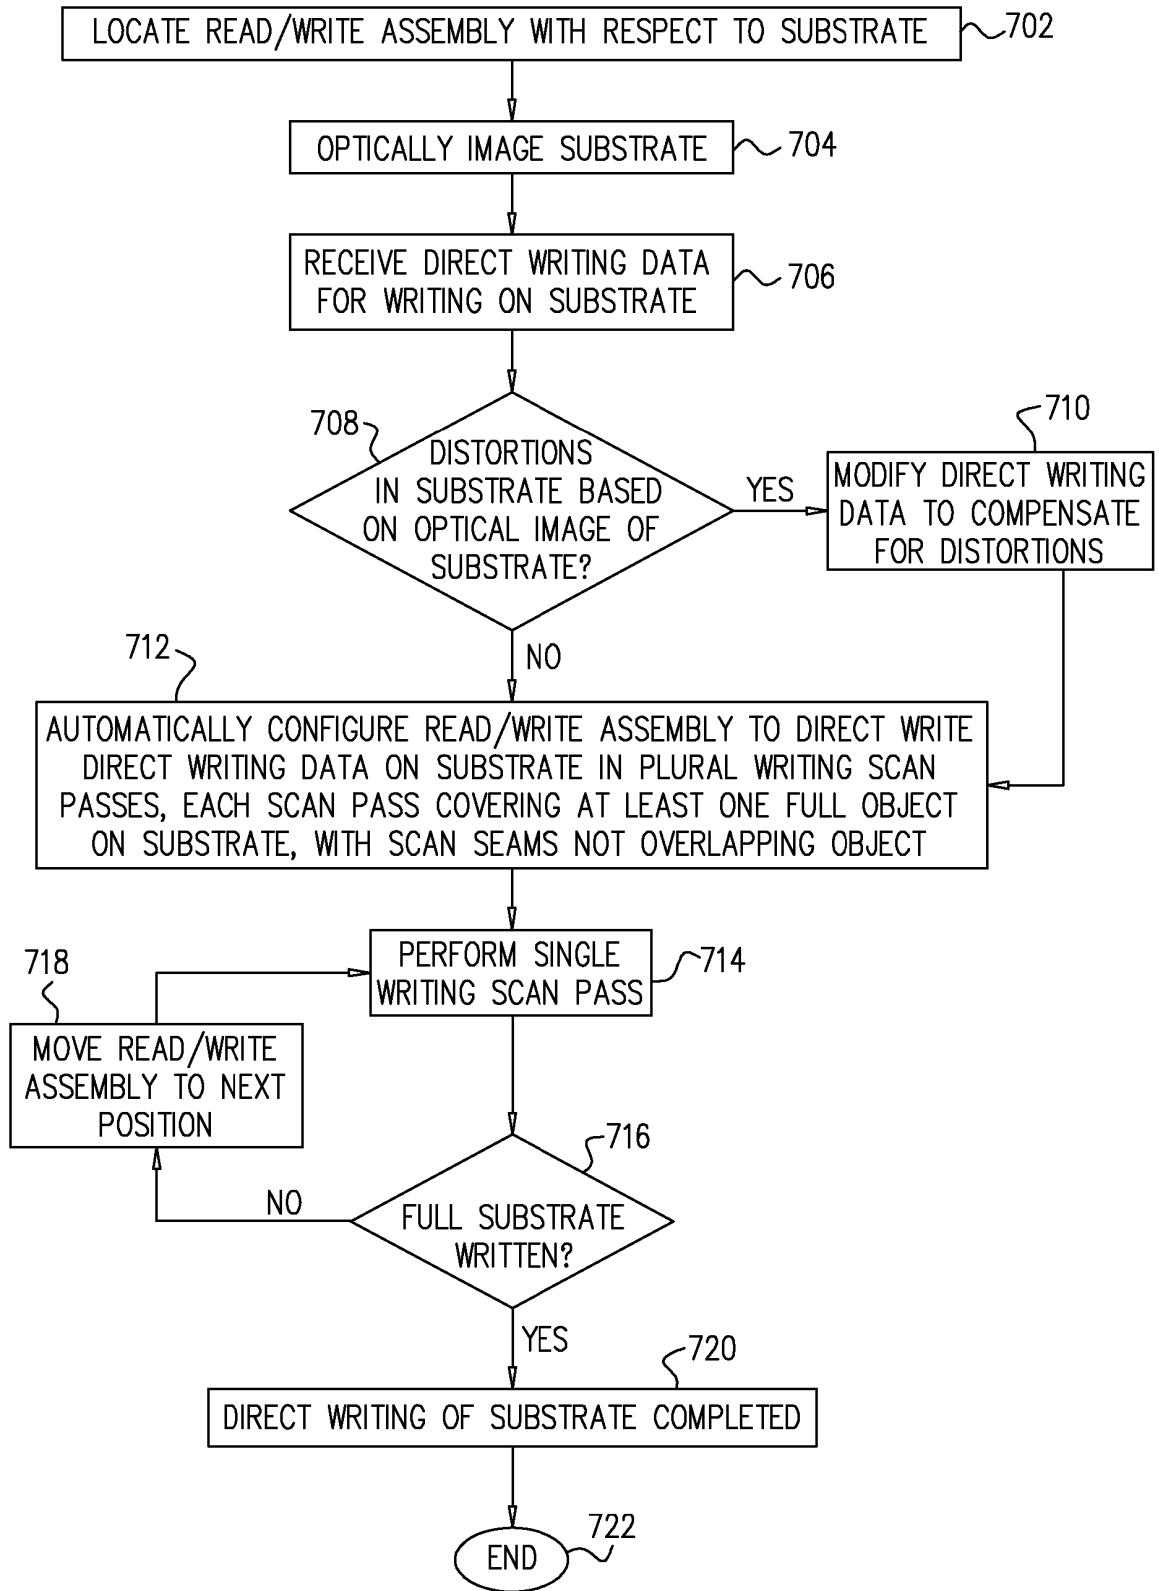 LOCATE READ/WRITE ASSEMBLY WITH RESPECT TO SUBSTRATE
702
OPTICALLY IMAGE SUBSTRATE
704
RECEIVE DIRECT WRITING DATA
FOR WRITING ON SUBSTRATE
706
708
DISTORTIONS
IN SUBSTRATE BASED
ON OPTICAL IMAGE OF
SUBSTRATE?
YES
710
MODIFY DIRECT WRITING
DATA TO COMPENSATE
FOR DISTORTIONS
NO
712
AUTOMATICALLY CONFIGURE READ/WRITE ASSEMBLY TO DIRECT WRITE
DIRECT WRITING DATA ON SUBSTRATE IN PLURAL WRITING SCAN
PASSES, EACH SCAN PASS COVERING AT LEAST ONE FULL OBJECT
ON SUBSTRATE, WITH SCAN SEAMS NOT OVERLAPPING OBJECT
PERFORM SINGLE
WRITING SCAN PASS
714
718
MOVE READ/WRITE
ASSEMBLY TO NEXT
POSITION
716
FULL SUBSTRATE
WRITTEN?
NO
YES
720
DIRECT WRITING OF SUBSTRATE COMPLETED
END
722